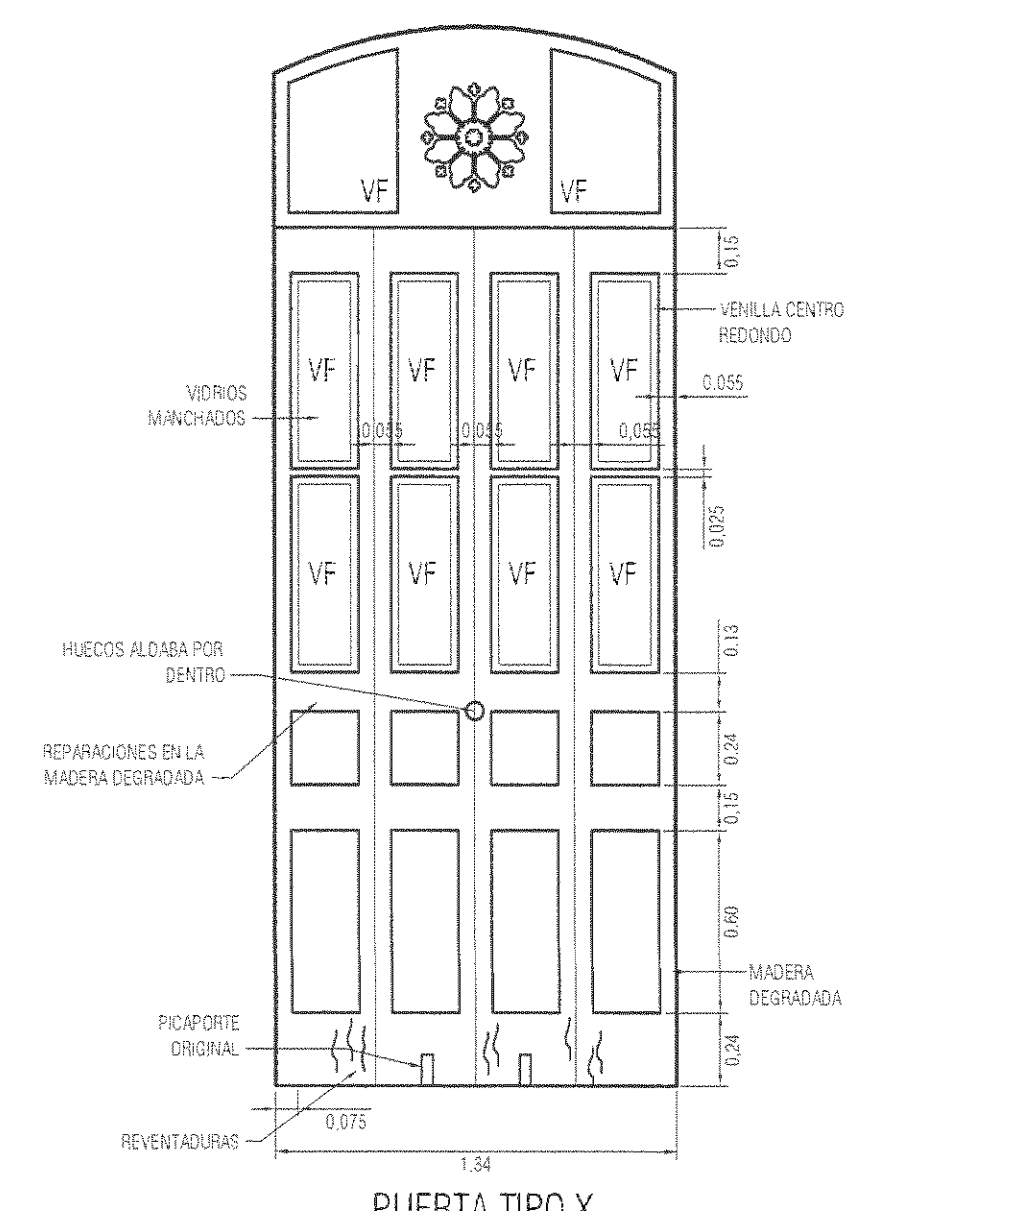 VF
VF
0,15
VENILLA CENTRO
REDONDO
VF
VF
VF
VF
0.055
VIDRIOS
MANCHADOS
0,055
0,055
0,055
0,025
VF
VF
VF
VF
HUECOS ALDABA POR
DENTRO
0.13
REPARACIONES EN LA
MADERA DEGRADADA
0.24
0,15
0.60
MADERA
DEGRADADA
PICAPORTE
ORIGINAL
0,24
0,075
REVENTADURAS
1.34
PUERTA TIPO X